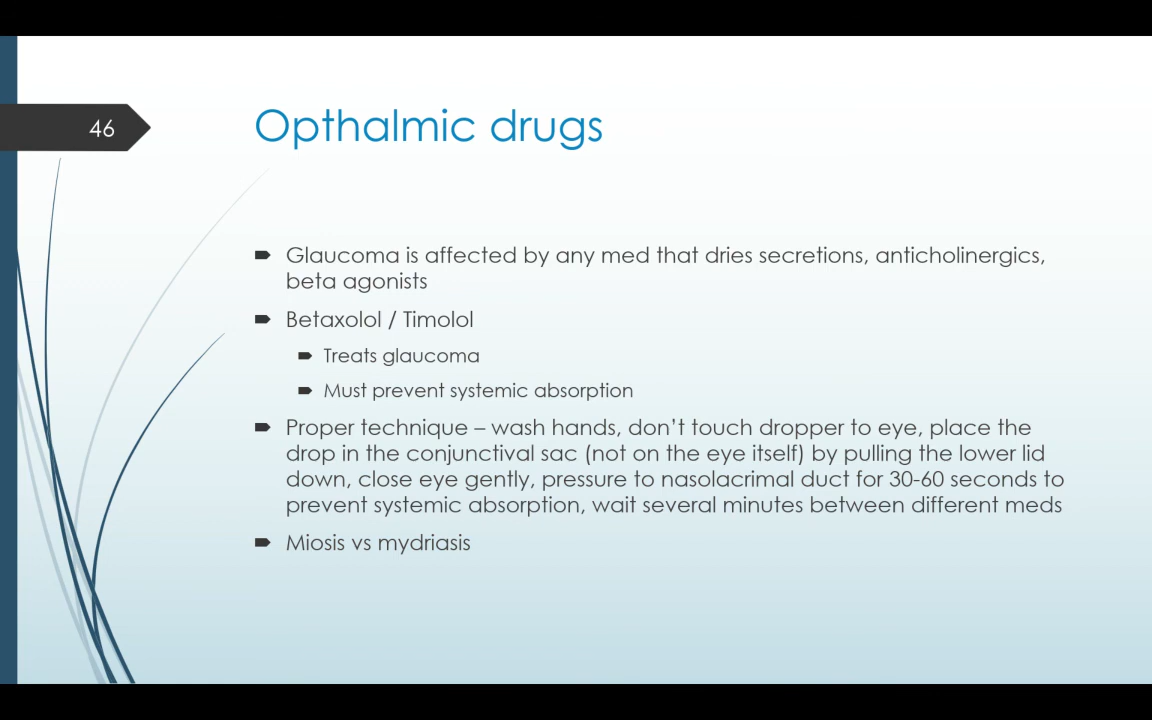 46
Opthalmic drugs
Glaucoma is affected by any med that dries secretions, anticholinergics,
beta agonists
Betaxolol / Timolol
Treats glaucoma
Must prevent systemic absorption
Proper technique – wash hands, don’t touch dropper to eye, place the
drop in the conjunctival sac (not on the eye itself) by pulling the lower lid
down, close eye gently, pressure to nasolacrimal duct for 30-60 seconds to
prevent systemic absorption, wait several minutes between different meds
Miosis vs mydriasis